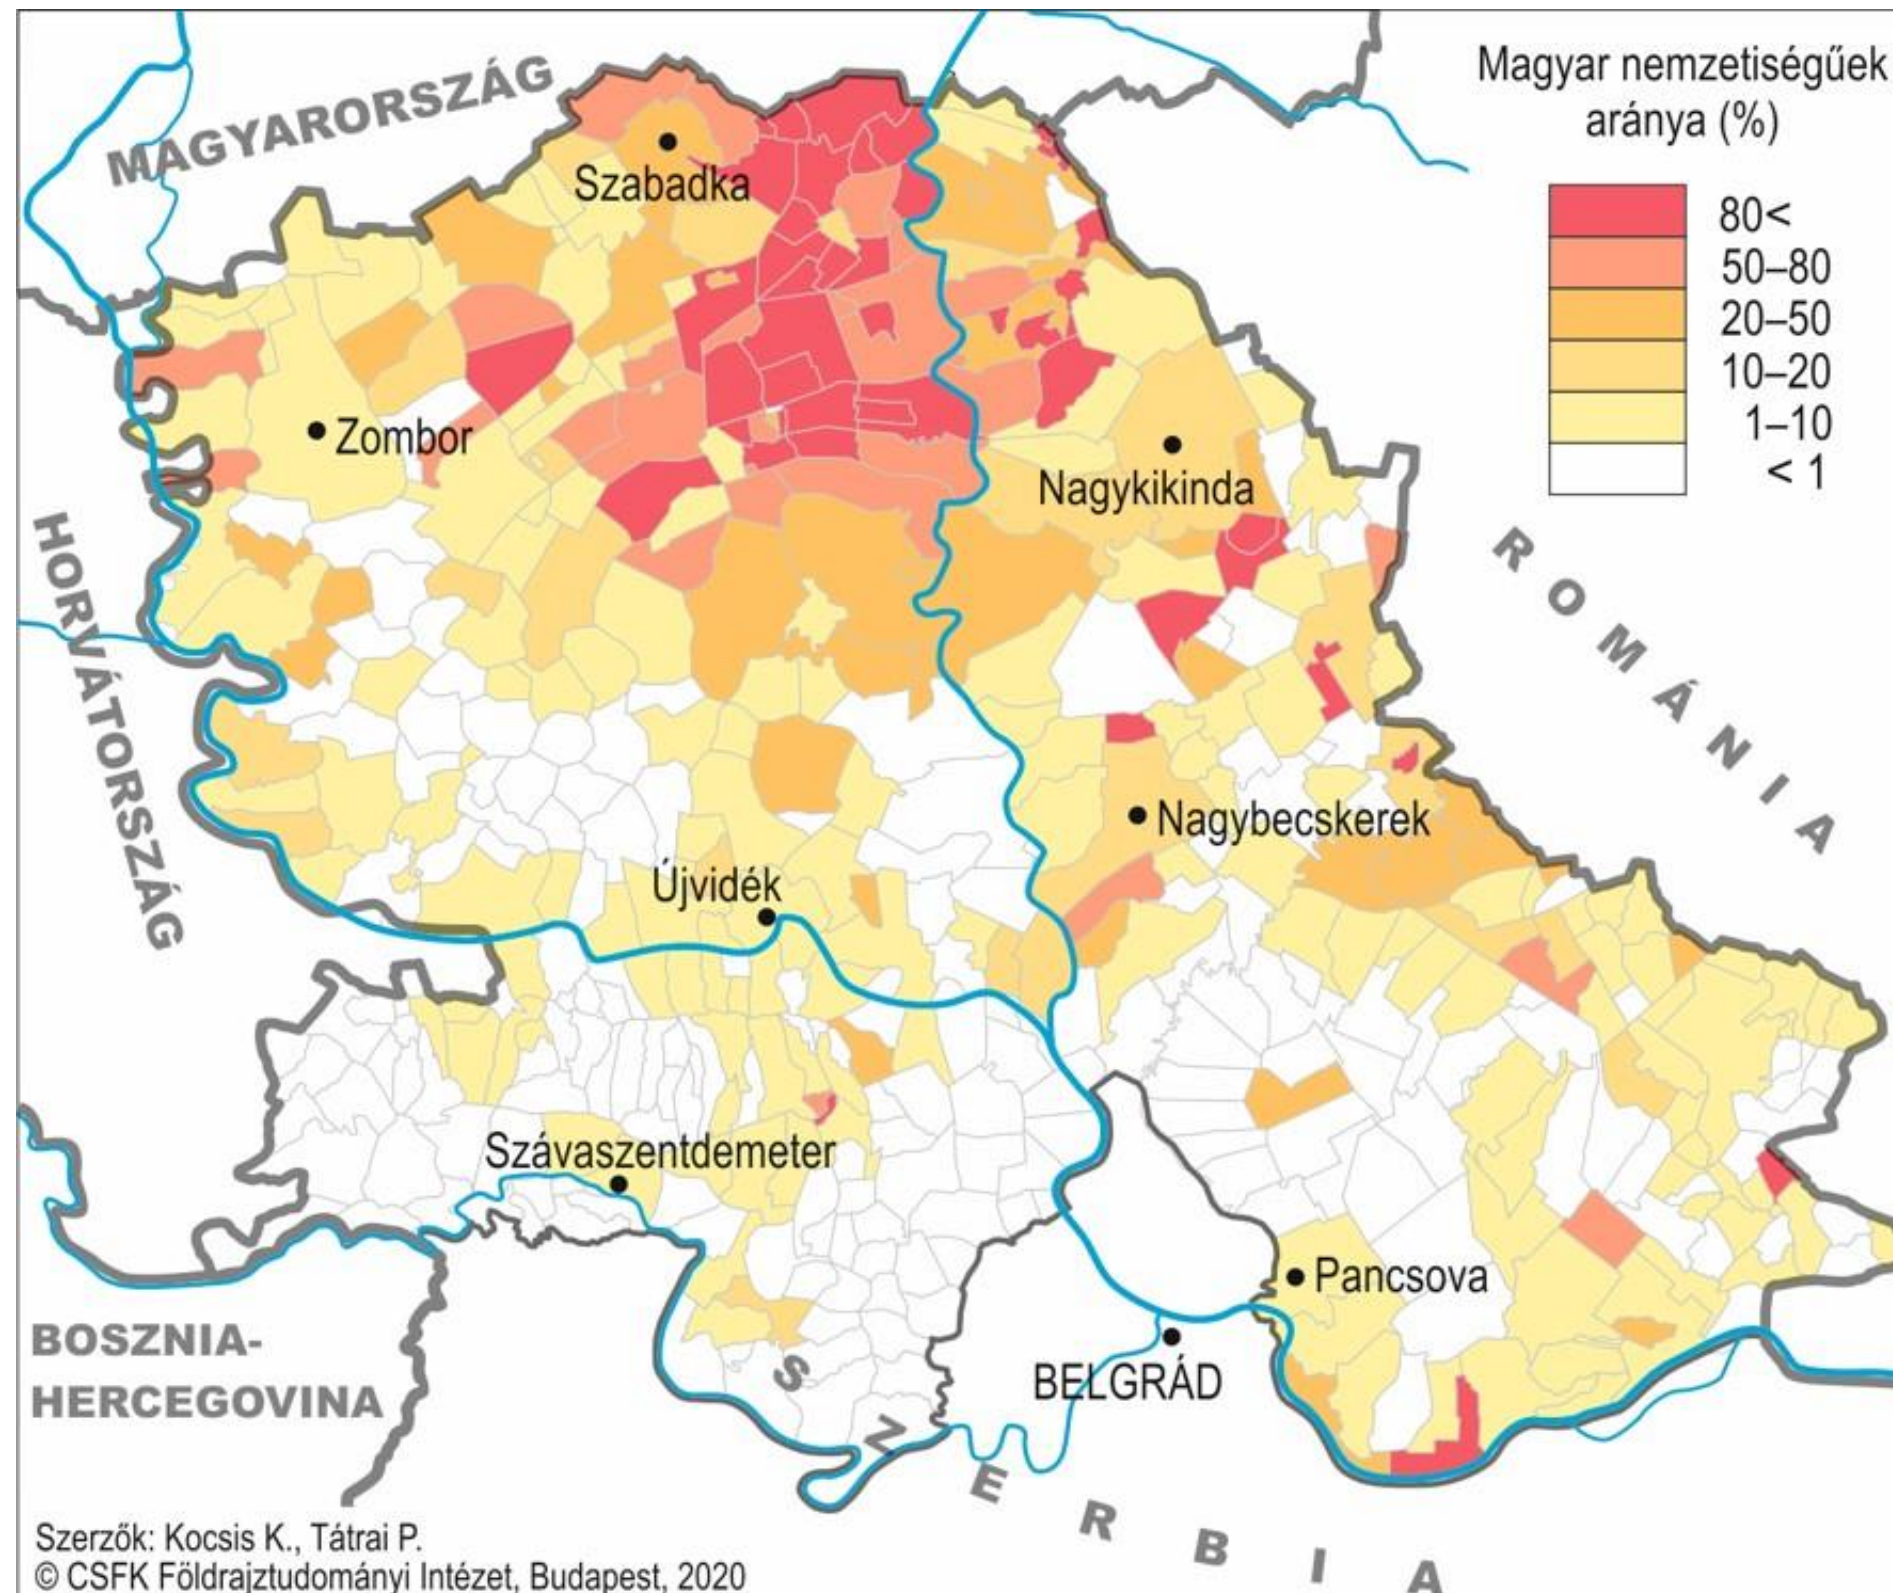 Magyar nemzetiségűek
aránya (%)
80<
50–80
20–50
10–20
1–10
< 1
MAGYARORSZÁG
Szabadka
Zombor
Nagykikinda
HORVÁTORSZÁG
ROMÁNIA
Nagybecskerek
Újvidék
Szávaszentdemeter
Pancsova
BELGRÁD
BOSZNIA-
HERCEGOVINA
SZERBIA
Szerzők: Kocsis K., Tátrai P.
© CSFK Földrajztudományi Intézet, Budapest, 2020